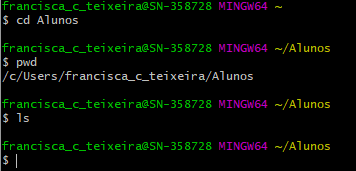 francisca_c_teixeira@SN-358728 MINGW64 ~
$ cd Alunos
francisca_c_teixeira@SN-358728 MINGW64 ~/Alunos
$ pwd
/c/Users/francisca_c_teixeira/Alunos
francisca_c_teixeira@SN-358728 MINGW64 ~/Alunos
$ ls
francisca_c_teixeira@SN-358728 MINGW64 ~/Alunos
$